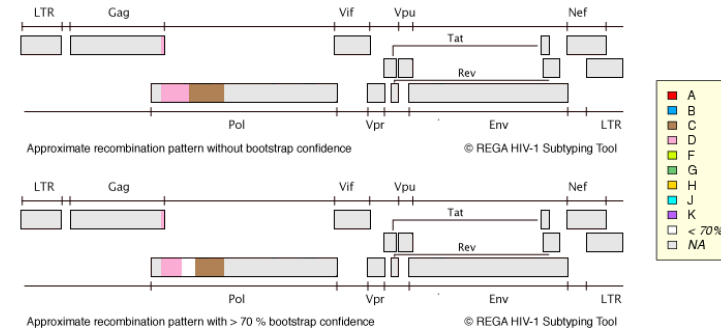 LTR Gag Vif Vpu Nef
Tat
Rev
Pol Vpr Env LTR
Approximate recombination pattern without bootstrap confidence © REGA HIV-1 Subtyping Tool
A
B
C
D
F
G
H
J
K
< 70%
NA
LTR Gag Vif Vpu Nef
Tat
Rev
Pol Vpr Env LTR
Approximate recombination pattern with > 70 % bootstrap confidence © REGA HIV-1 Subtyping Tool